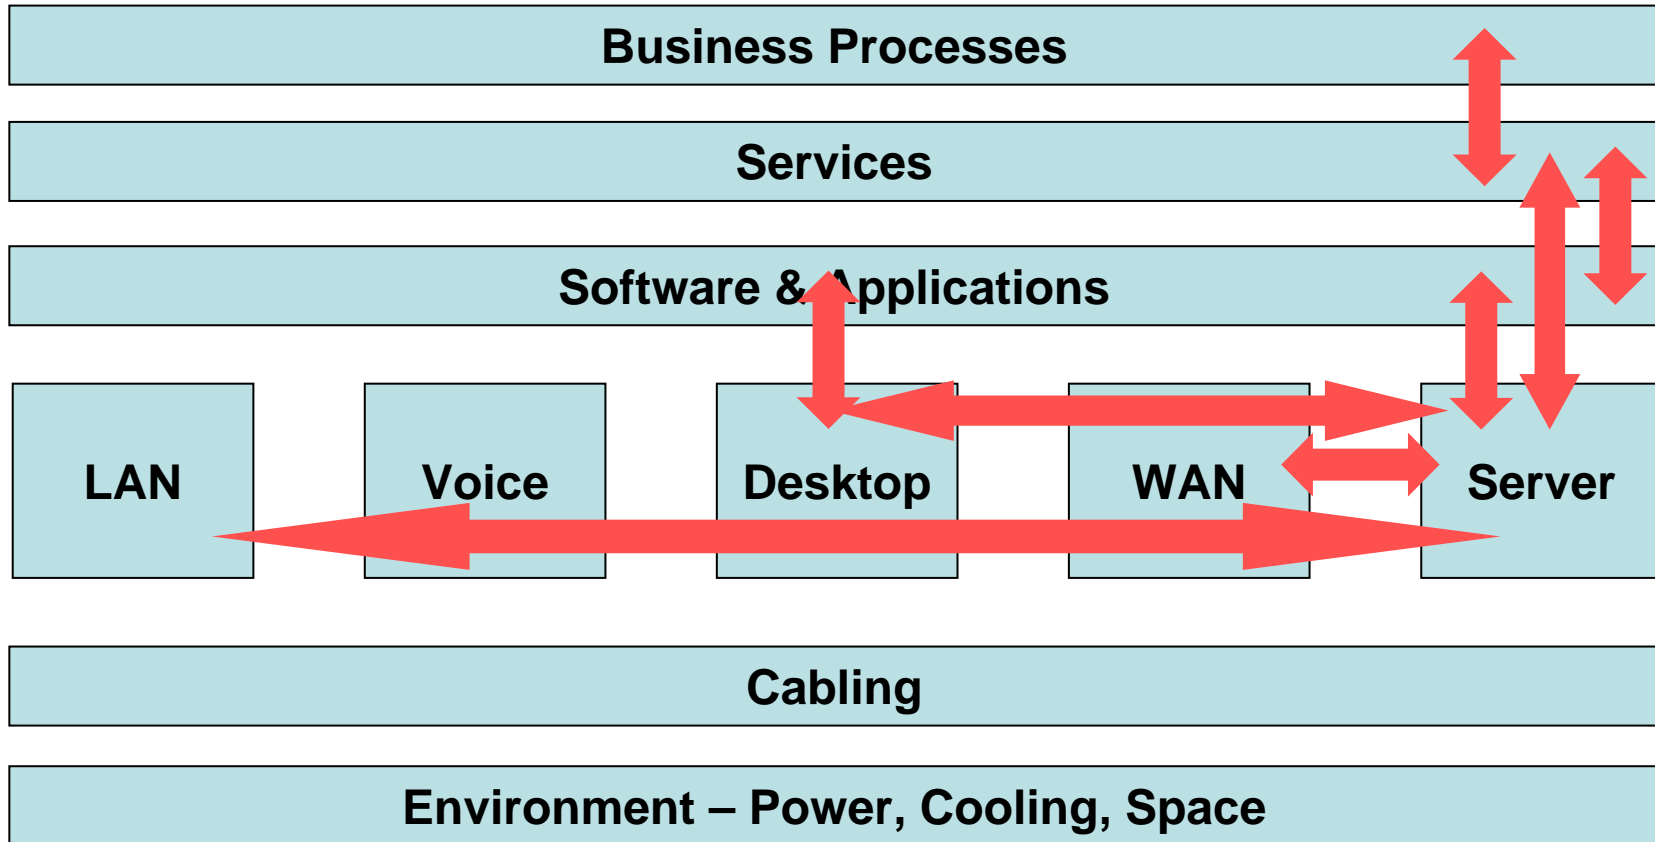 Business Processes
Services
Software & Applications
LAN
Voice
Desktop
WAN
Server
Cabling
Environment – Power, Cooling, Space